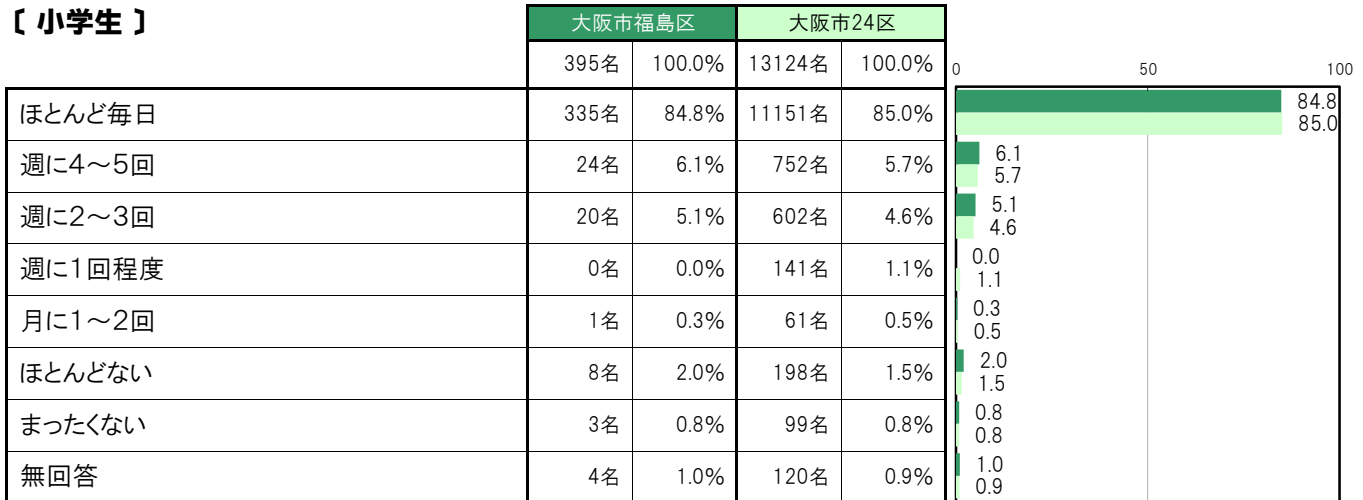 〔 小学生 〕
大阪市福島区 大阪市24区
395名 100.0% 13124名 100.0%
0 50 100
ほとんど毎日 335名 84.8% 11151名 85.0% 84.8
85.0
週に4～5回 24名 6.1% 752名 5.7% 6.1
5.7
週に2～3回 20名 5.1% 602名 4.6% 5.1
4.6
週に1回程度 0名 0.0% 141名 1.1% 0.0
1.1
月に1～2回 1名 0.3% 61名 0.5% 0.3
0.5
ほとんどない 8名 2.0% 198名 1.5% 2.0
1.5
まったくない 3名 0.8% 99名 0.8% 0.8
0.8
無回答 4名 1.0% 120名 0.9% 1.0
0.9